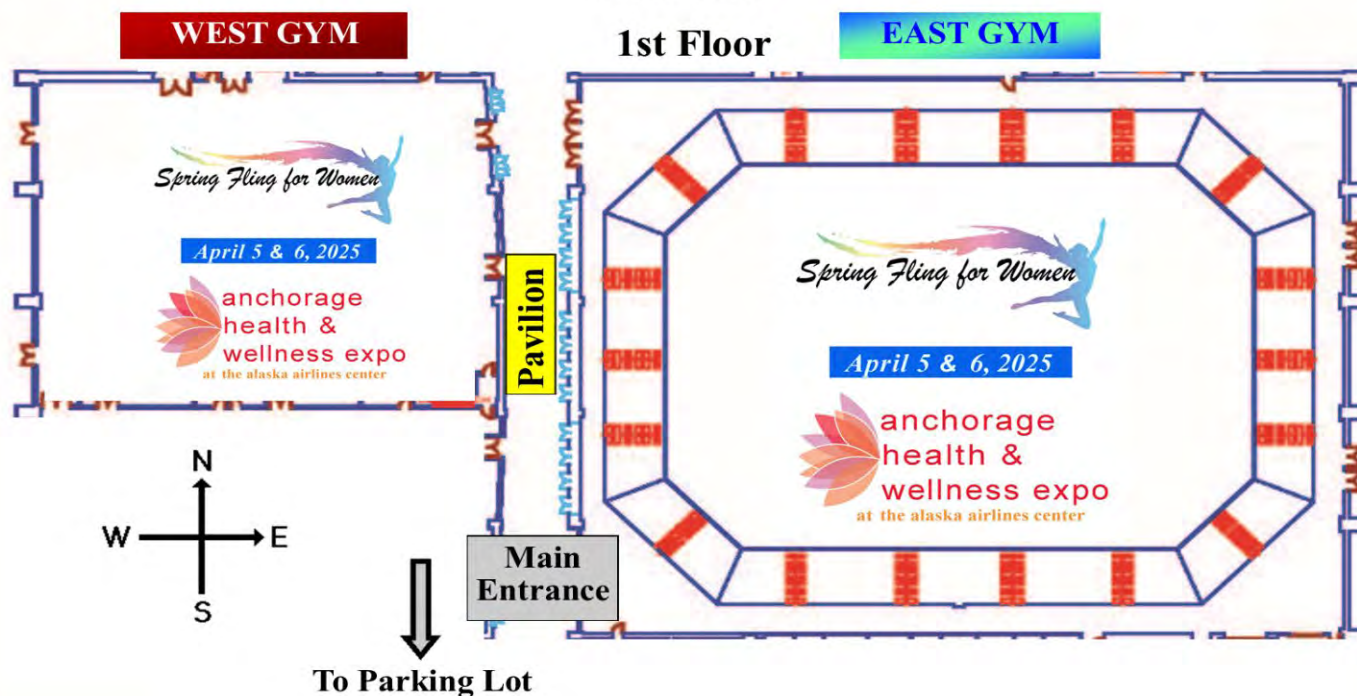 WEST GYM
1st Floor
EAST GYM
Spring Fling for Women
April 5 & 6, 2025
anchorage
health &
wellness expo
at the alaska airlines center
Pavilion
Spring Fling for Women
April 5 & 6, 2025
anchorage
health &
wellness expo
at the alaska airlines center
N
W
E
S
Main
Entrance
To Parking Lot